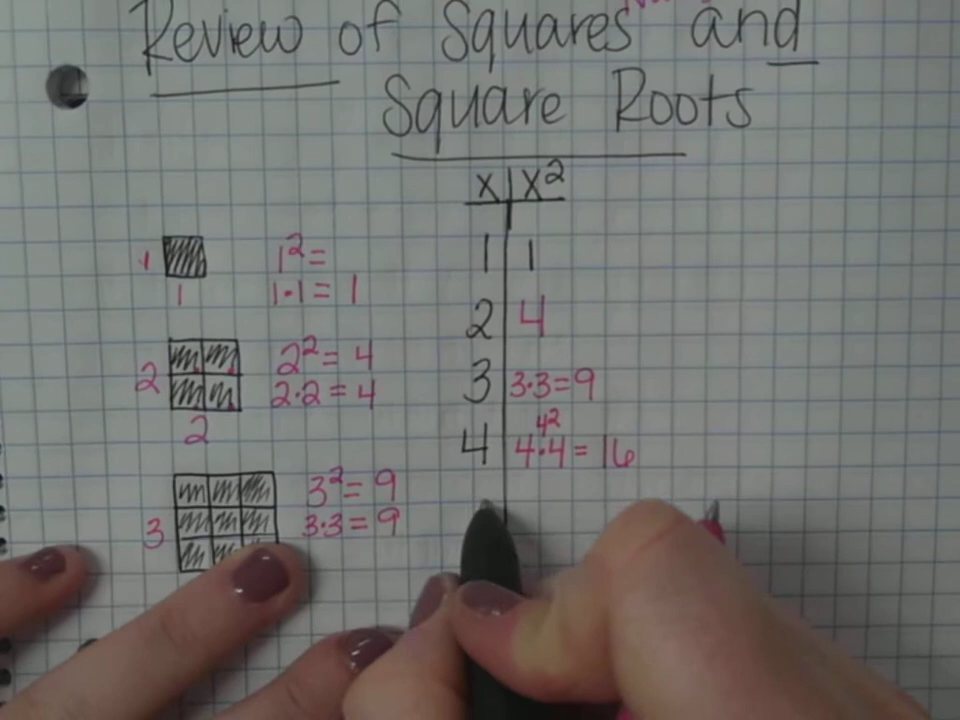 Review of Squares and
Square Roots
x | x²
1 | 1
2 | 4
3 | 3·3=9
4²
4 | 4·4=16
1
1
1²=
1·1=1
2
2
2²=4
2·2=4
3
3²=9
3·3=9